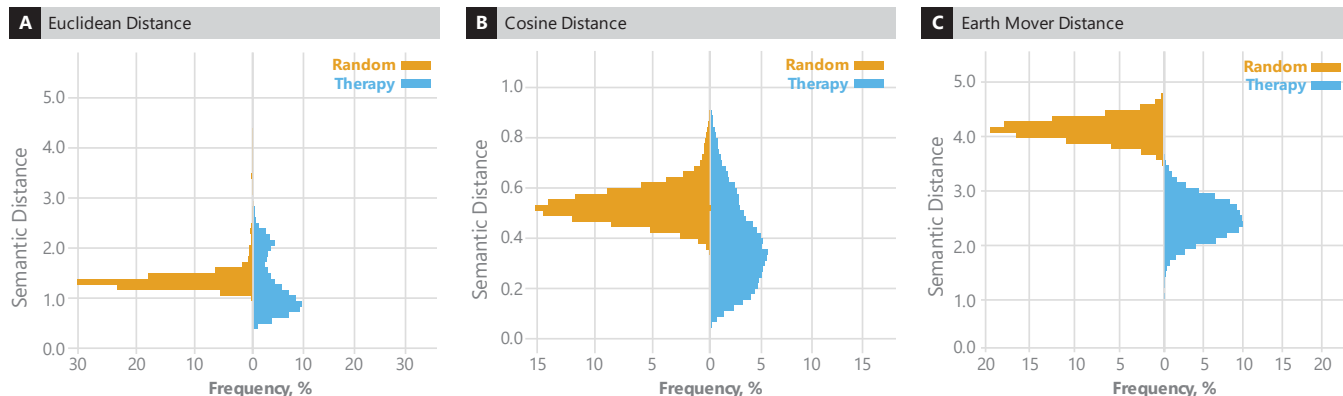 A Euclidean Distance
Random
Therapy
5.0
4.0
3.0
2.0
1.0
0.0
Semantic Distance
30 20 10 0 10 20 30
Frequency, %
B Cosine Distance
Random
Therapy
1.0
0.8
0.6
0.4
0.2
0.0
Semantic Distance
15 10 5 0 5 10 15
Frequency, %
C Earth Mover Distance
Random
Therapy
5.0
4.0
3.0
2.0
1.0
0.0
Semantic Distance
20 15 10 5 0 5 10 15 20
Frequency, %